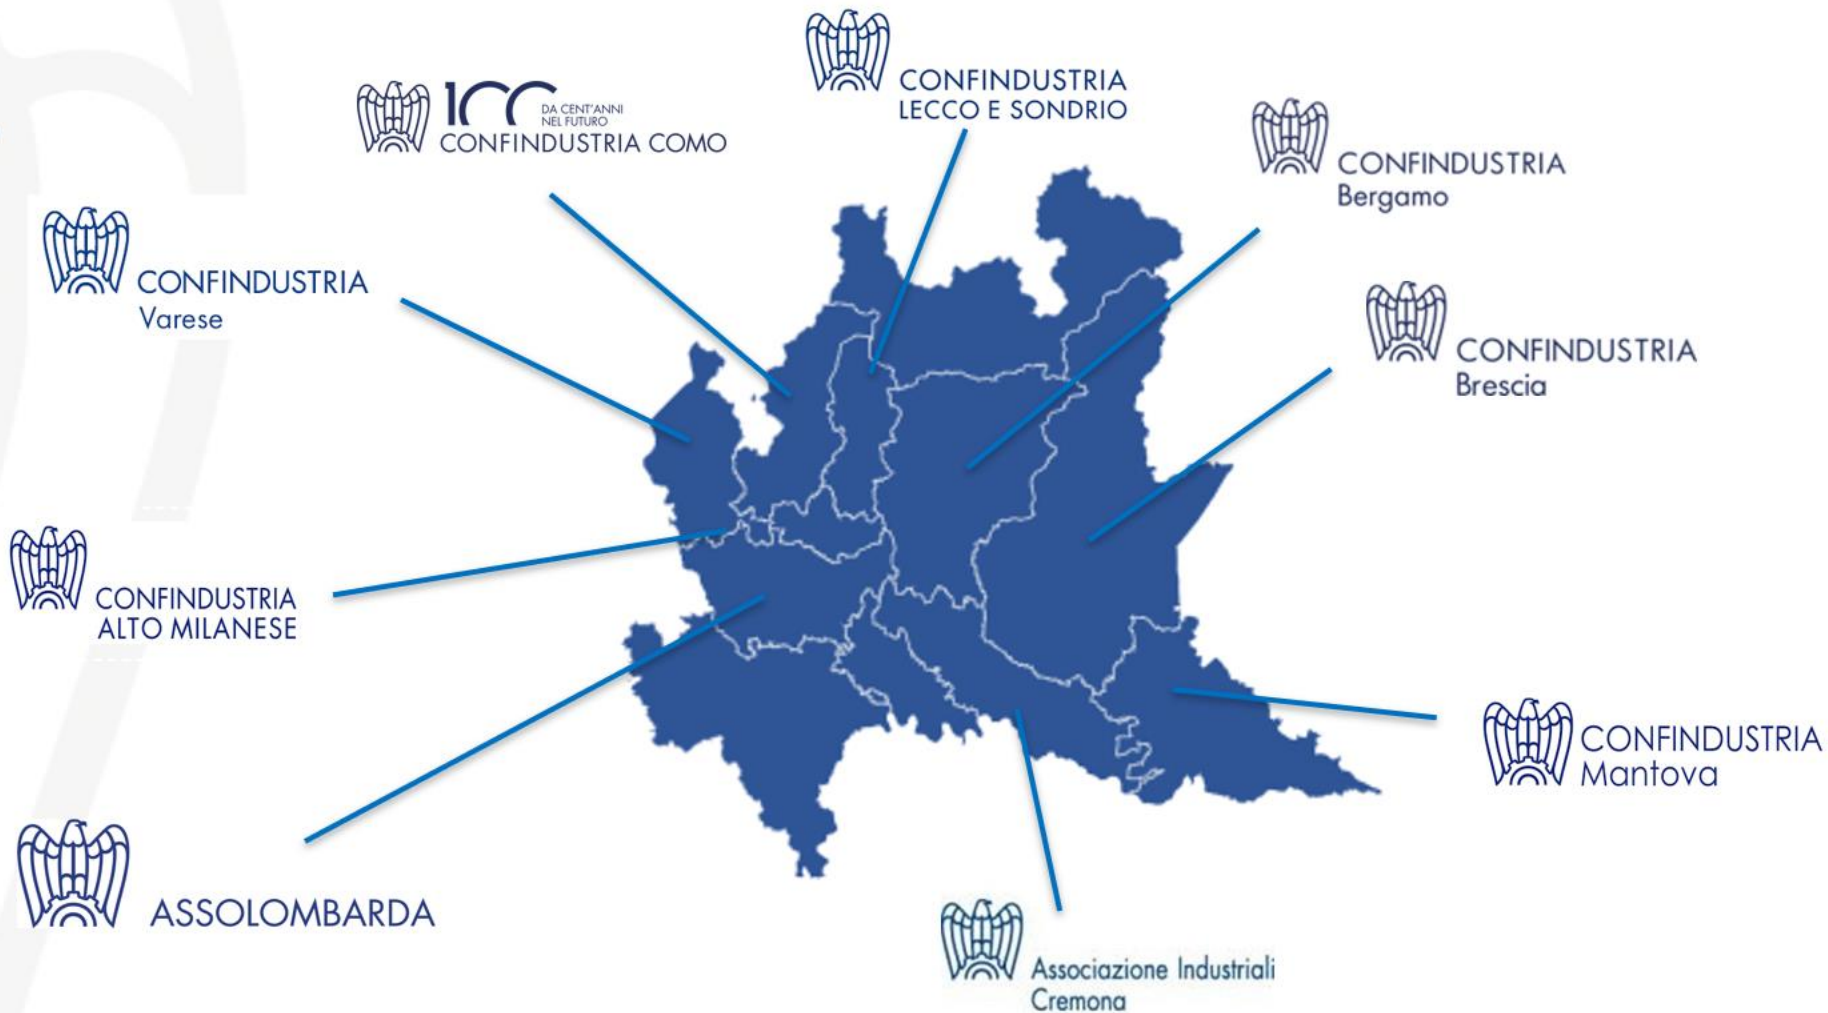 CONFINDUSTRIA
LECCO E SONDRIO
100
DA CENT'ANNI
NEL FUTURO
CONFINDUSTRIA COMO
CONFINDUSTRIA
Bergamo
CONFINDUSTRIA
Varese
CONFINDUSTRIA
Brescia
CONFINDUSTRIA
ALTO MILANESE
CONFINDUSTRIA
Mantova
ASSOLOMBARDA
Associazione Industriali
Cremona